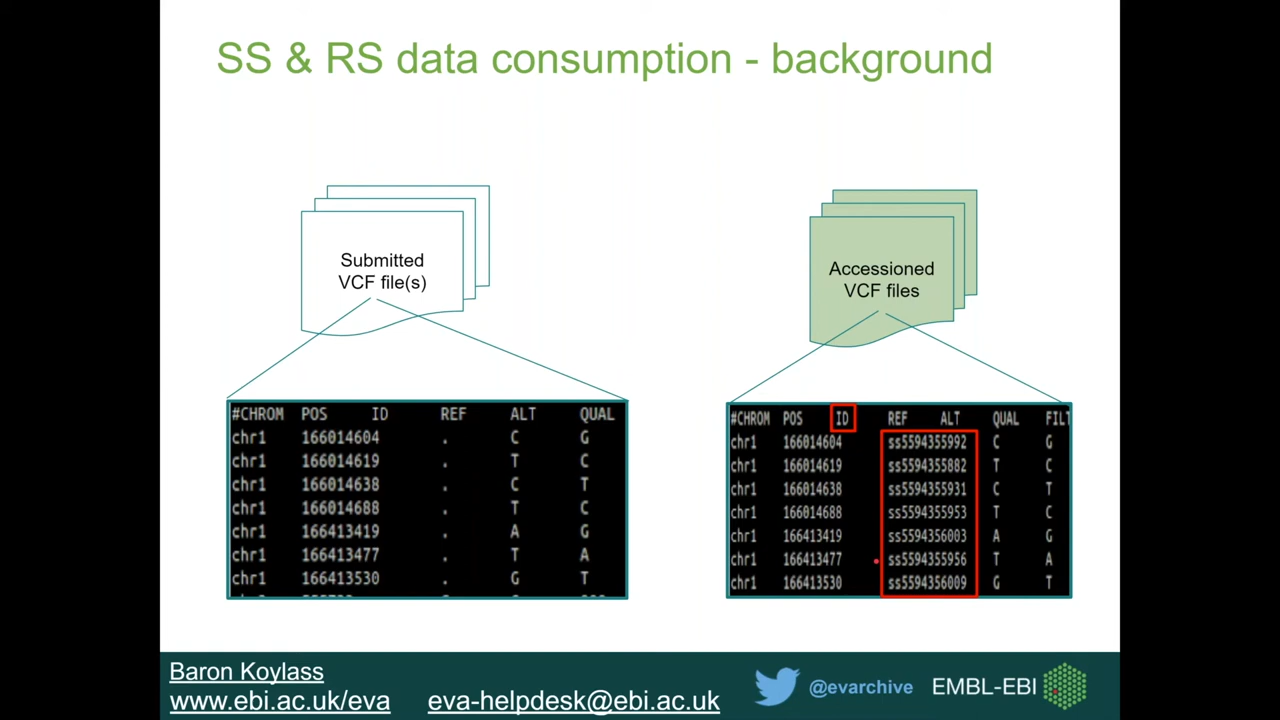 SS & RS data consumption - background
Submitted
VCF file(s)
Accessioned
VCF files
#CHROM POS ID REF ALT QUAL
chr1 166014604 . C G
chr1 166014619 . T C
chr1 166014638 . C T
chr1 166014688 . T C
chr1 166413419 . A G
chr1 166413477 . T A
chr1 166413530 . G T
#CHROM POS ID REF ALT QUAL FILT
chr1 166014604 ss5594355992 C G
chr1 166014619 ss5594355882 T C
chr1 166014638 ss5594355931 C T
chr1 166014688 ss5594355953 T C
chr1 166413419 ss5594356003 A G
chr1 166413477 ss5594355956 T A
chr1 166413530 ss5594356009 G T
Baron Koylass
www.ebi.ac.uk/eva eva-helpdesk@ebi.ac.uk
@evarchive EMBL-EBI